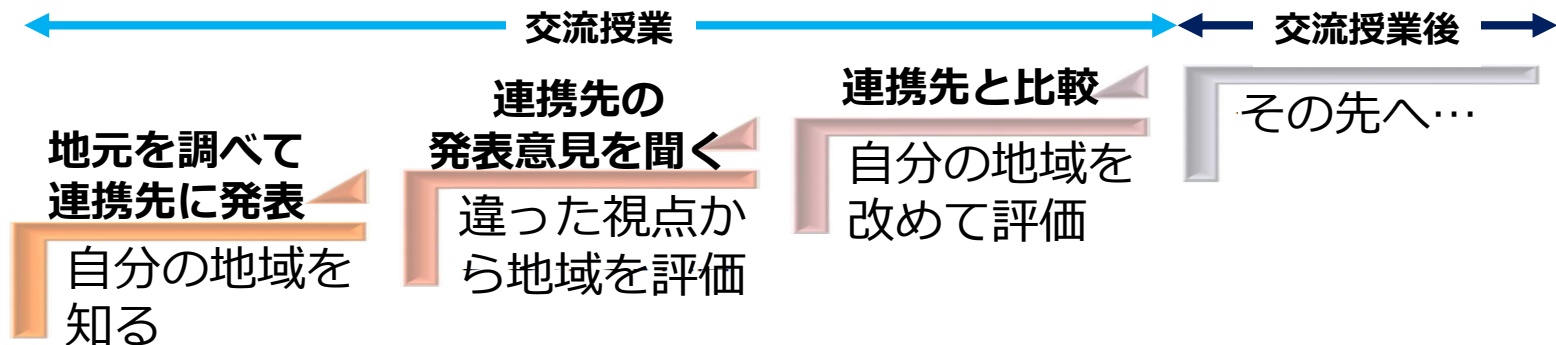 交流授業
交流授業後
地元を調べて
連携先に発表
自分の地域を
知る
連携先の
発表意見を聞く
違った視点か
ら地域を評価
連携先と比較
自分の地域を
改めて評価
その先へ…